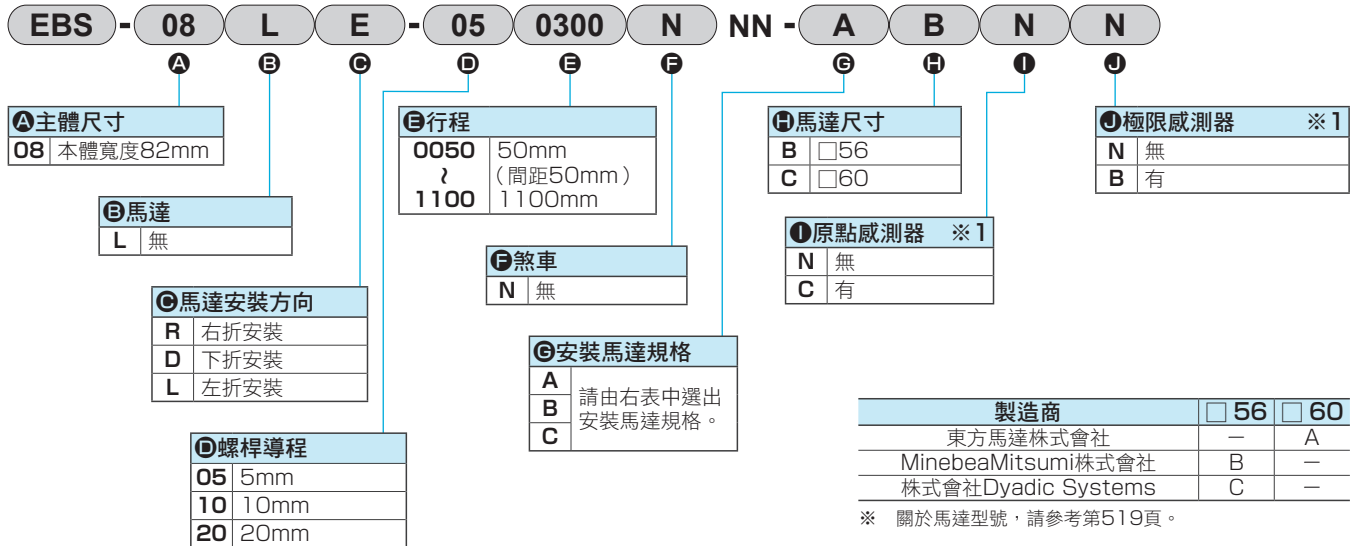 EBS - 08 L E - 05 0300 N NN - A B N N
Ⓐ Ⓑ Ⓒ Ⓓ Ⓔ Ⓕ Ⓖ Ⓗ Ⓘ Ⓙ
Ⓐ主體尺寸
08 本體寬度82mm
Ⓑ馬達
L 無
Ⓒ馬達安裝方向
R 右折安裝
D 下折安裝
L 左折安裝
Ⓓ螺桿導程
05 5mm
10 10mm
20 20mm
Ⓔ行程
0050 50mm
≀ (間距50mm)
1100 1100mm
Ⓕ煞車
N 無
Ⓖ安裝馬達規格
A
B
C
請由右表中選出
安裝馬達規格。
Ⓗ馬達尺寸
B □56
C □60
Ⓘ原點感測器 ※1
N 無
C 有
Ⓙ極限感測器 ※1
N 無
B 有
製造商 □ 56 □ 60
東方馬達株式會社 － A
MinebeaMitsumi株式會社 B －
株式會社Dyadic Systems C －
※ 關於馬達型號，請參考第519頁。